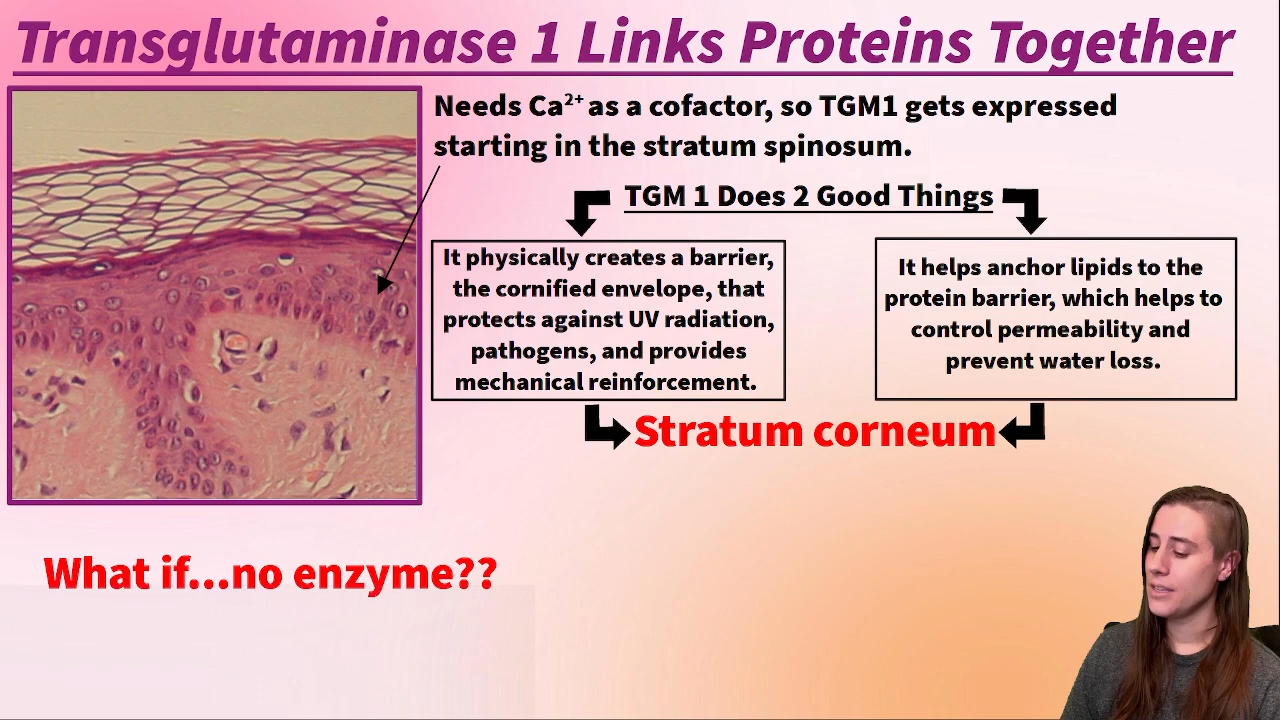 Transglutaminase 1 Links Proteins Together
Needs Ca²⁺ as a cofactor, so TGM1 gets expressed
starting in the stratum spinosum.
TGM 1 Does 2 Good Things
It physically creates a barrier,
the cornified envelope, that
protects against UV radiation,
pathogens, and provides
mechanical reinforcement.
It helps anchor lipids to the
protein barrier, which helps to
control permeability and
prevent water loss.
Stratum corneum
What if...no enzyme??